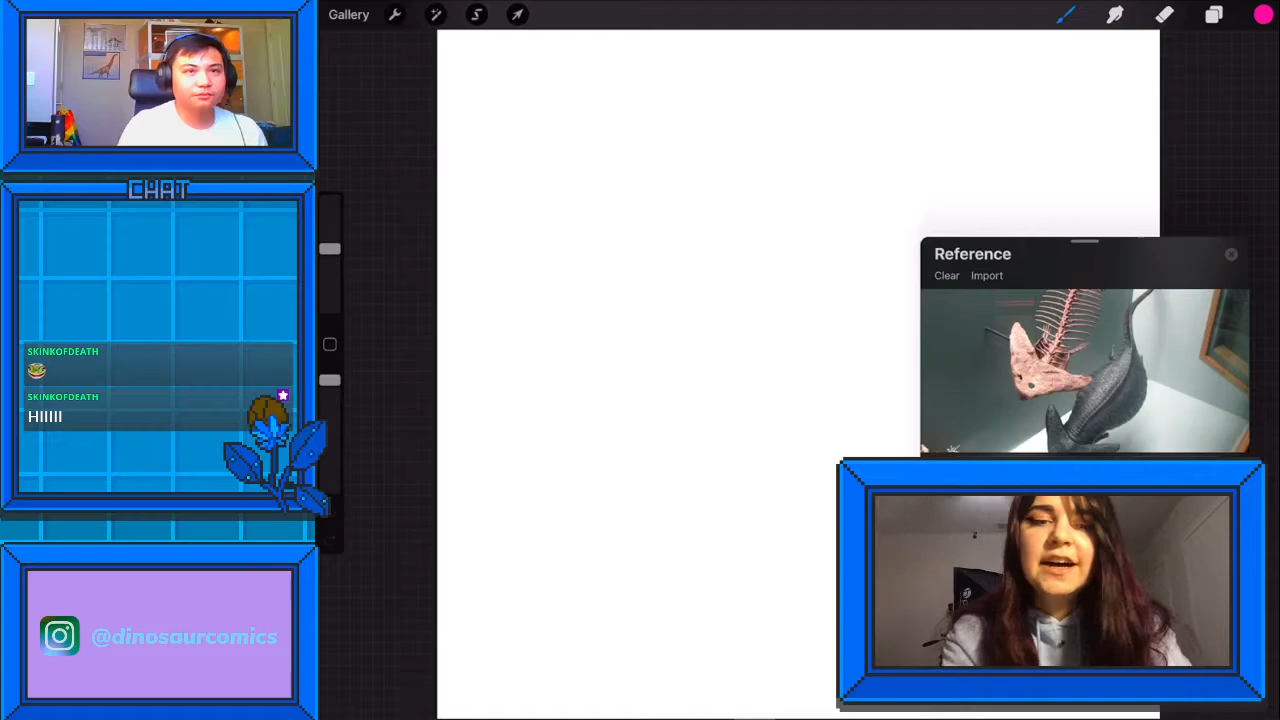 Gallery
CHAT
SKINKOFDEATH
SKINKOFDEATH
HIIIII
Reference
Clear Import
@dinosaurcomics